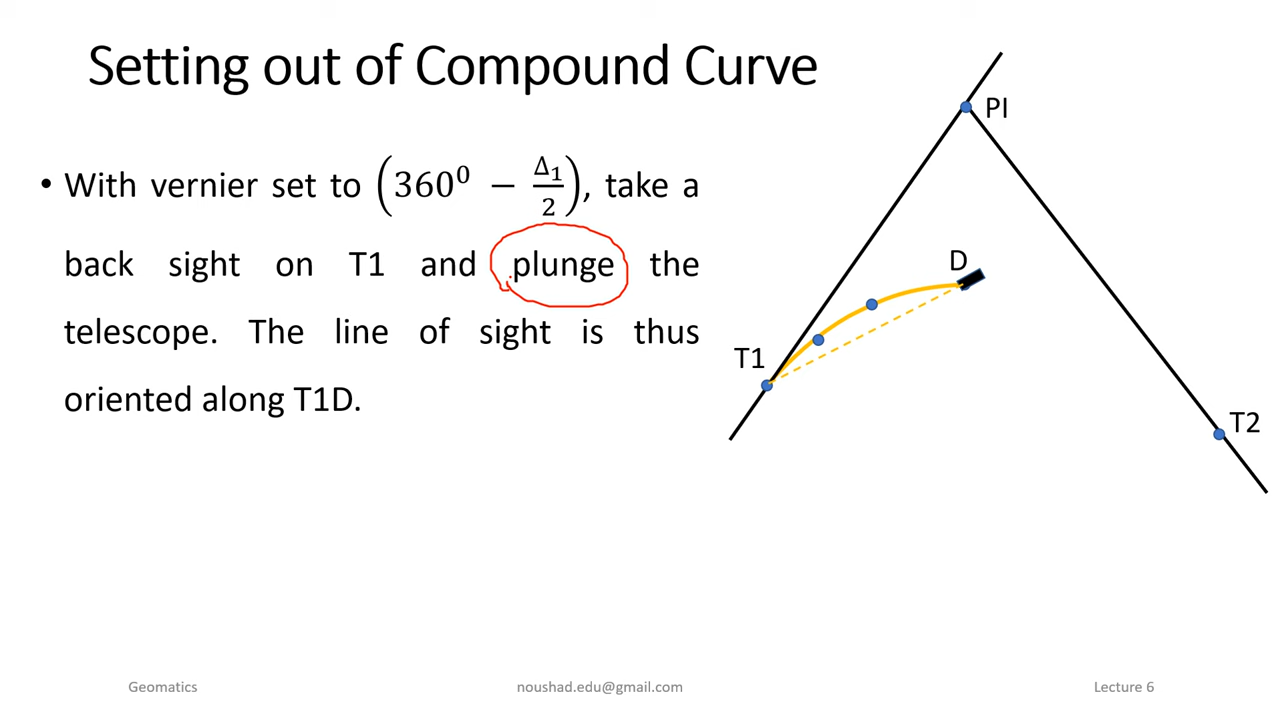 Setting out of Compound Curve
PI
• With vernier set to (360⁰ − Δ₁/2), take a
back sight on T1 and plunge the
D
telescope. The line of sight is thus
T1
oriented along T1D.
T2
Geomatics noushad.edu@gmail.com Lecture 6